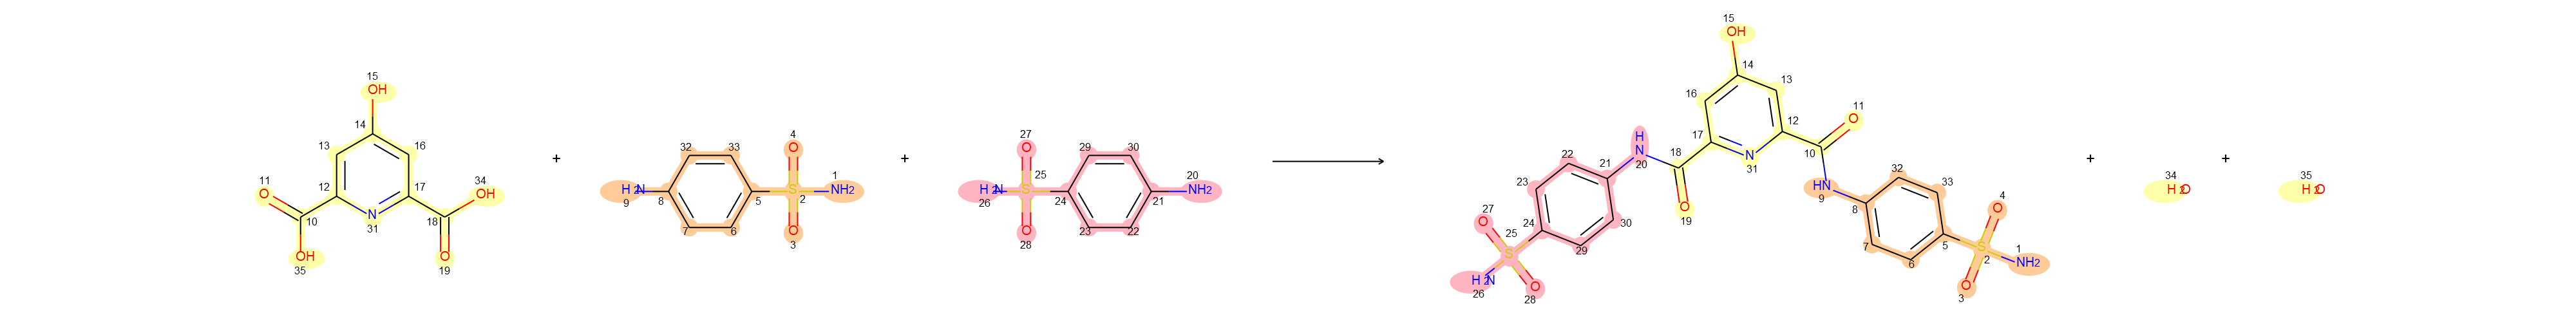 15
OH
14
13 16
11 34
O 12 17 OH
N
10 31 18
OH O
35 19
+
4
O
32 33
1
H2N S NH2
9 8 5 2
7 6 O
3
+
27
O 29 30
25 20
H2N S NH2
26 24 21
O 23 22
28
15
OH
14 13
16
11
O
H 17 12
N N
20 18 10 31
22 21 32
23 O HN 33
19 9 8 4
27 24 30 O
O 25 5
S 29 7 S 1
H2N 6 2 NH2
26 O O
28 3
+
34
H2O
+
35
H2O